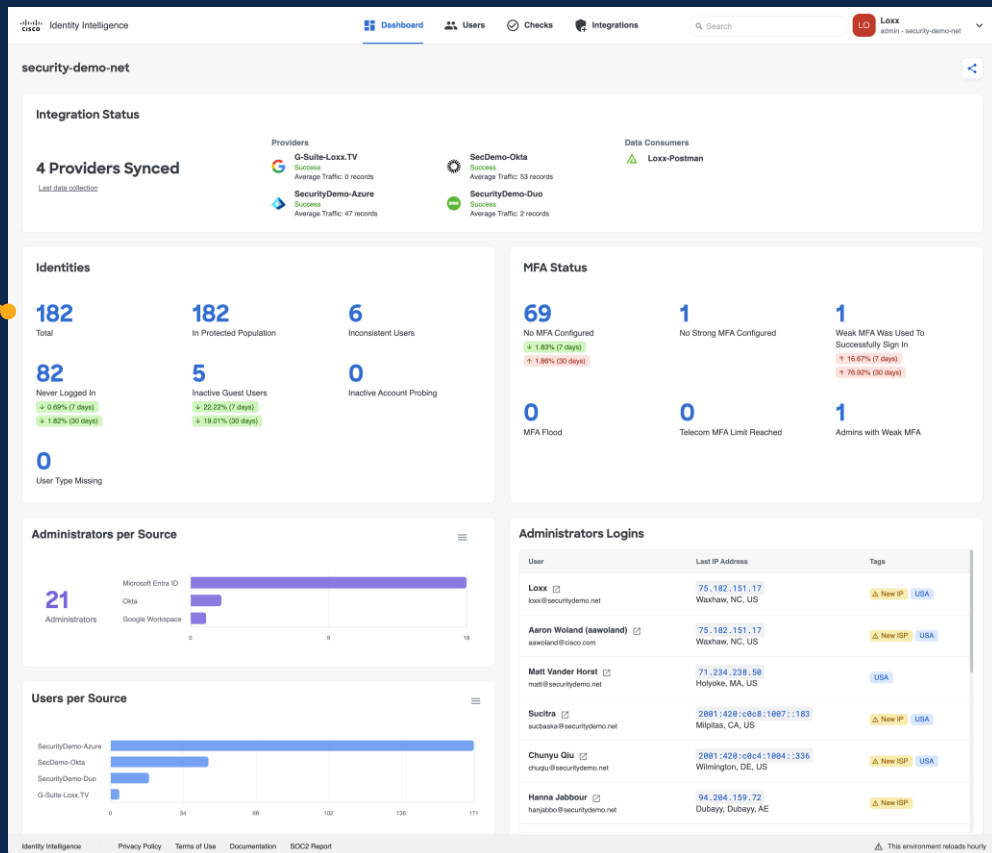 cisco Identity Intelligence
Dashboard
Users
Checks
Integrations
Search
LO
Loxx
admin - security-demo-net
security-demo-net
Integration Status
4 Providers Synced
Last data collection
Providers
G-Suite-Loxx.TV
Success
Average Traffic: 0 records
SecDemo-Okta
Success
Average Traffic: 53 records
SecurityDemo-Azure
Success
Average Traffic: 47 records
SecurityDemo-Duo
Success
Average Traffic: 2 records
Data Consumers
Loxx-Postman
Identities
182
Total
182
In Protected Population
6
Inconsistent Users
82
Never Logged In
↓ 0.69% (7 days)
↓ 1.82% (30 days)
5
Inactive Guest Users
↓ 22.22% (7 days)
↓ 19.01% (30 days)
0
Inactive Account Probing
0
User Type Missing
MFA Status
69
No MFA Configured
↓ 1.83% (7 days)
↑ 1.86% (30 days)
1
No Strong MFA Configured
1
Weak MFA Was Used To
Successfully Sign In
↑ 16.67% (7 days)
↑ 76.92% (30 days)
0
MFA Flood
0
Telecom MFA Limit Reached
1
Admins with Weak MFA
Administrators per Source
21
Administrators
Microsoft Entra ID
Okta
Google Workspace
0 9 18
Users per Source
SecurityDemo-Azure
SecDemo-Okta
SecurityDemo-Duo
G-Suite-Loxx.TV
0 34 68 102 136 171
Administrators Logins
User Last IP Address Tags
Loxx 75.182.151.17 New IP USA
loxx@securitydemo.net Waxhaw, NC, US
Aaron Woland (aawoland) 75.182.151.17 New ISP USA
aawoland@cisco.com Waxhaw, NC, US
Matt Vander Horst 71.234.238.50 USA
matt@securitydemo.net Holyoke, MA, US
Sucitra 2001:420:c0c8:1007::183 New IP USA
sucbaska@securitydemo.net Milpitas, CA, US
Chunyu Qiu 2001:420:c0c4:1004::336 New ISP USA
chuqiu@securitydemo.net Wilmington, DE, US
Hanna Jabbour 94.204.159.72 New ISP
hanjabbo@securitydemo.net Dubayy, Dubayy, AE
Identity Intelligence Privacy Policy Terms of Use Documentation SOC2 Report This environment reloads hourly